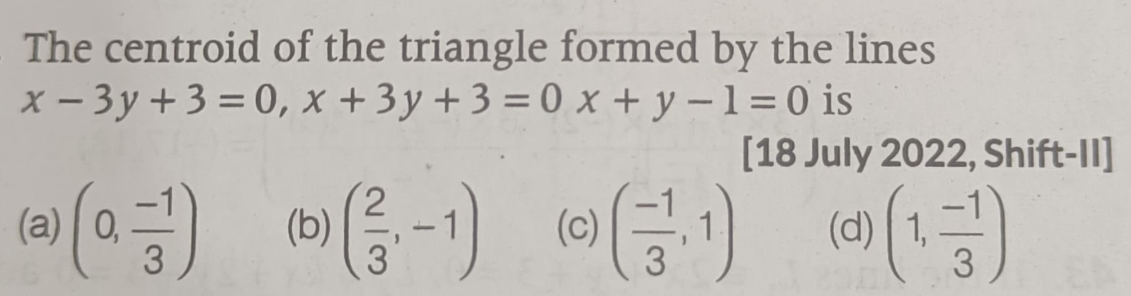 The centroid of the triangle formed by the lines
x − 3y + 3 = 0, x + 3y + 3 = 0 x + y − 1 = 0 is
[18 July 2022, Shift-II]
(a) (0, −1/3) (b) (2/3, −1) (c) (−1/3, 1) (d) (1, −1/3)